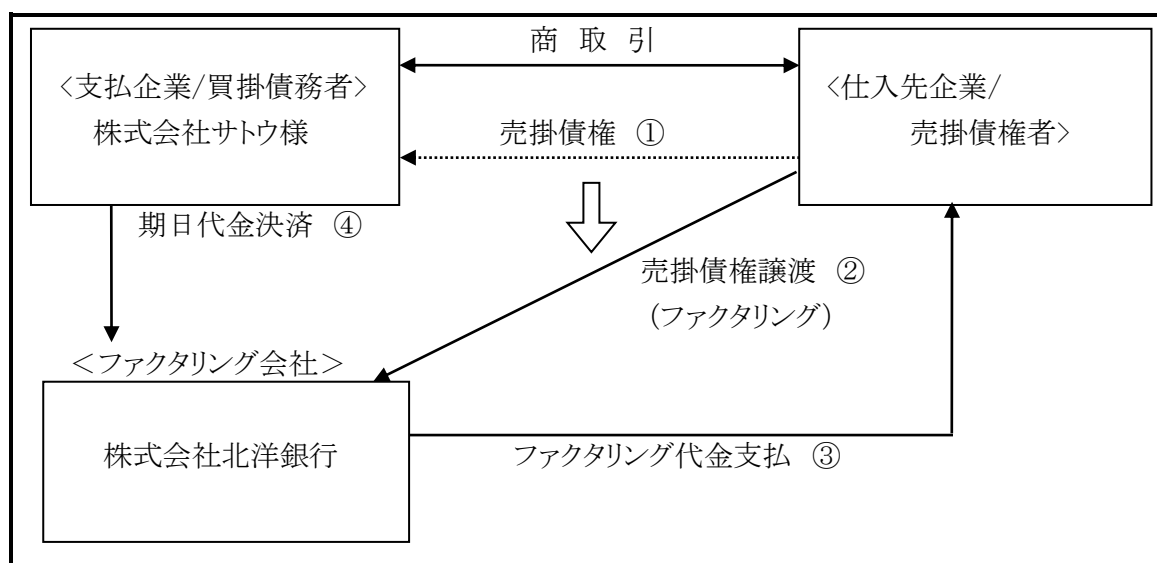 商 取 引
<支払企業/買掛債務者>
株式会社サトウ様
<仕入先企業/
売掛債権者>
売掛債権 ①
期日代金決済 ④
売掛債権譲渡 ②
(ファクタリング)
<ファクタリング会社>
株式会社北洋銀行
ファクタリング代金支払 ③